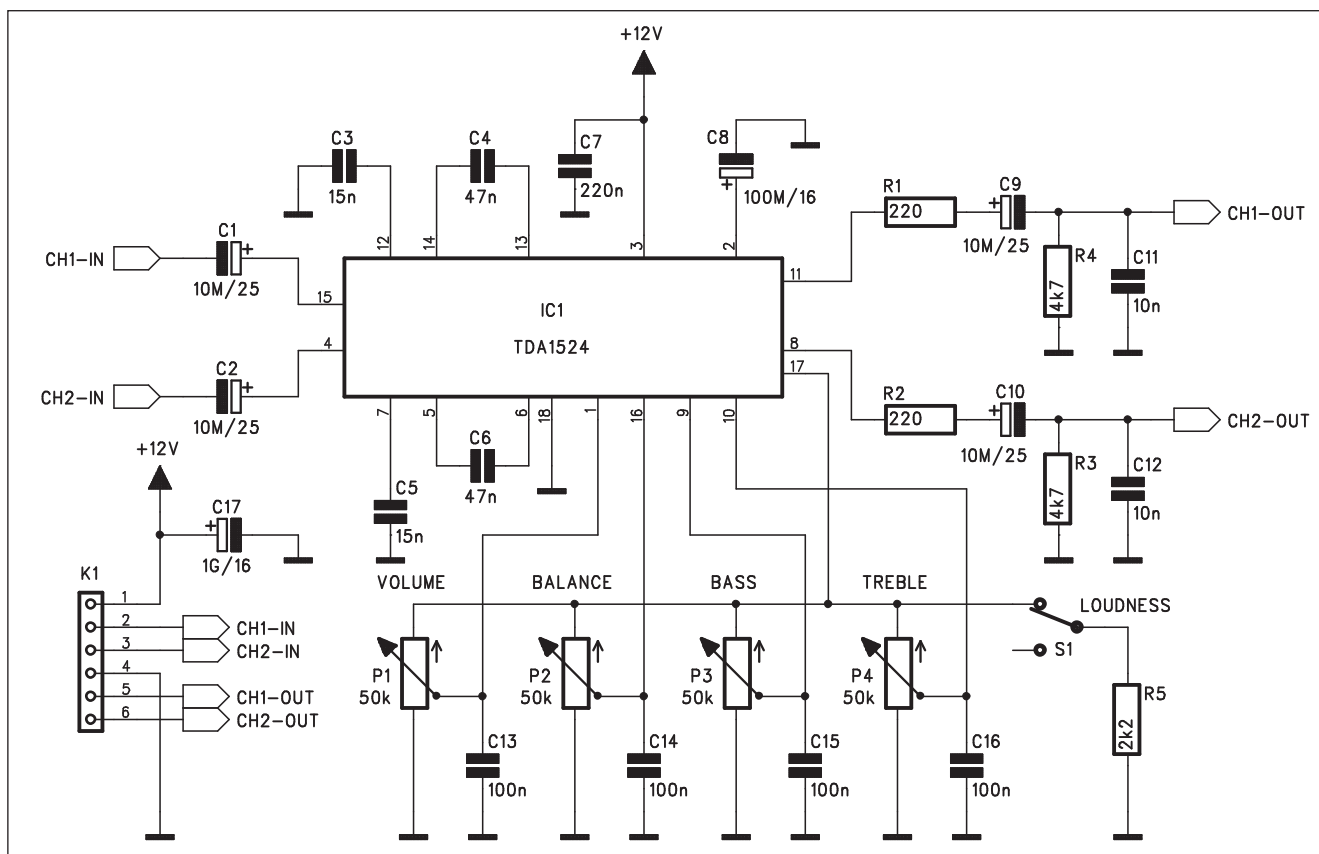 +12V
C3
15n
C4
47n
C7
220n
C8
+
100M/16
R1
220
C9
+
10M/25
CH1-OUT
R4
4k7
C11
10n
12
14
13
3
2
11
CH1-IN
C1
+
10M/25
15
IC1
TDA1524
CH2-IN
C2
+
10M/25
4
8
17
R2
220
C10
+
10M/25
CH2-OUT
R3
4k7
C12
10n
7
5
6
18
1
16
9
10
C6
47n
C5
15n
+12V
C17
+
1G/16
K1
1
2
CH1-IN
3
CH2-IN
4
5
CH1-OUT
6
CH2-OUT
VOLUME
BALANCE
BASS
TREBLE
LOUDNESS
S1
P1
50k
P2
50k
P3
50k
P4
50k
R5
2k2
C13
100n
C14
100n
C15
100n
C16
100n